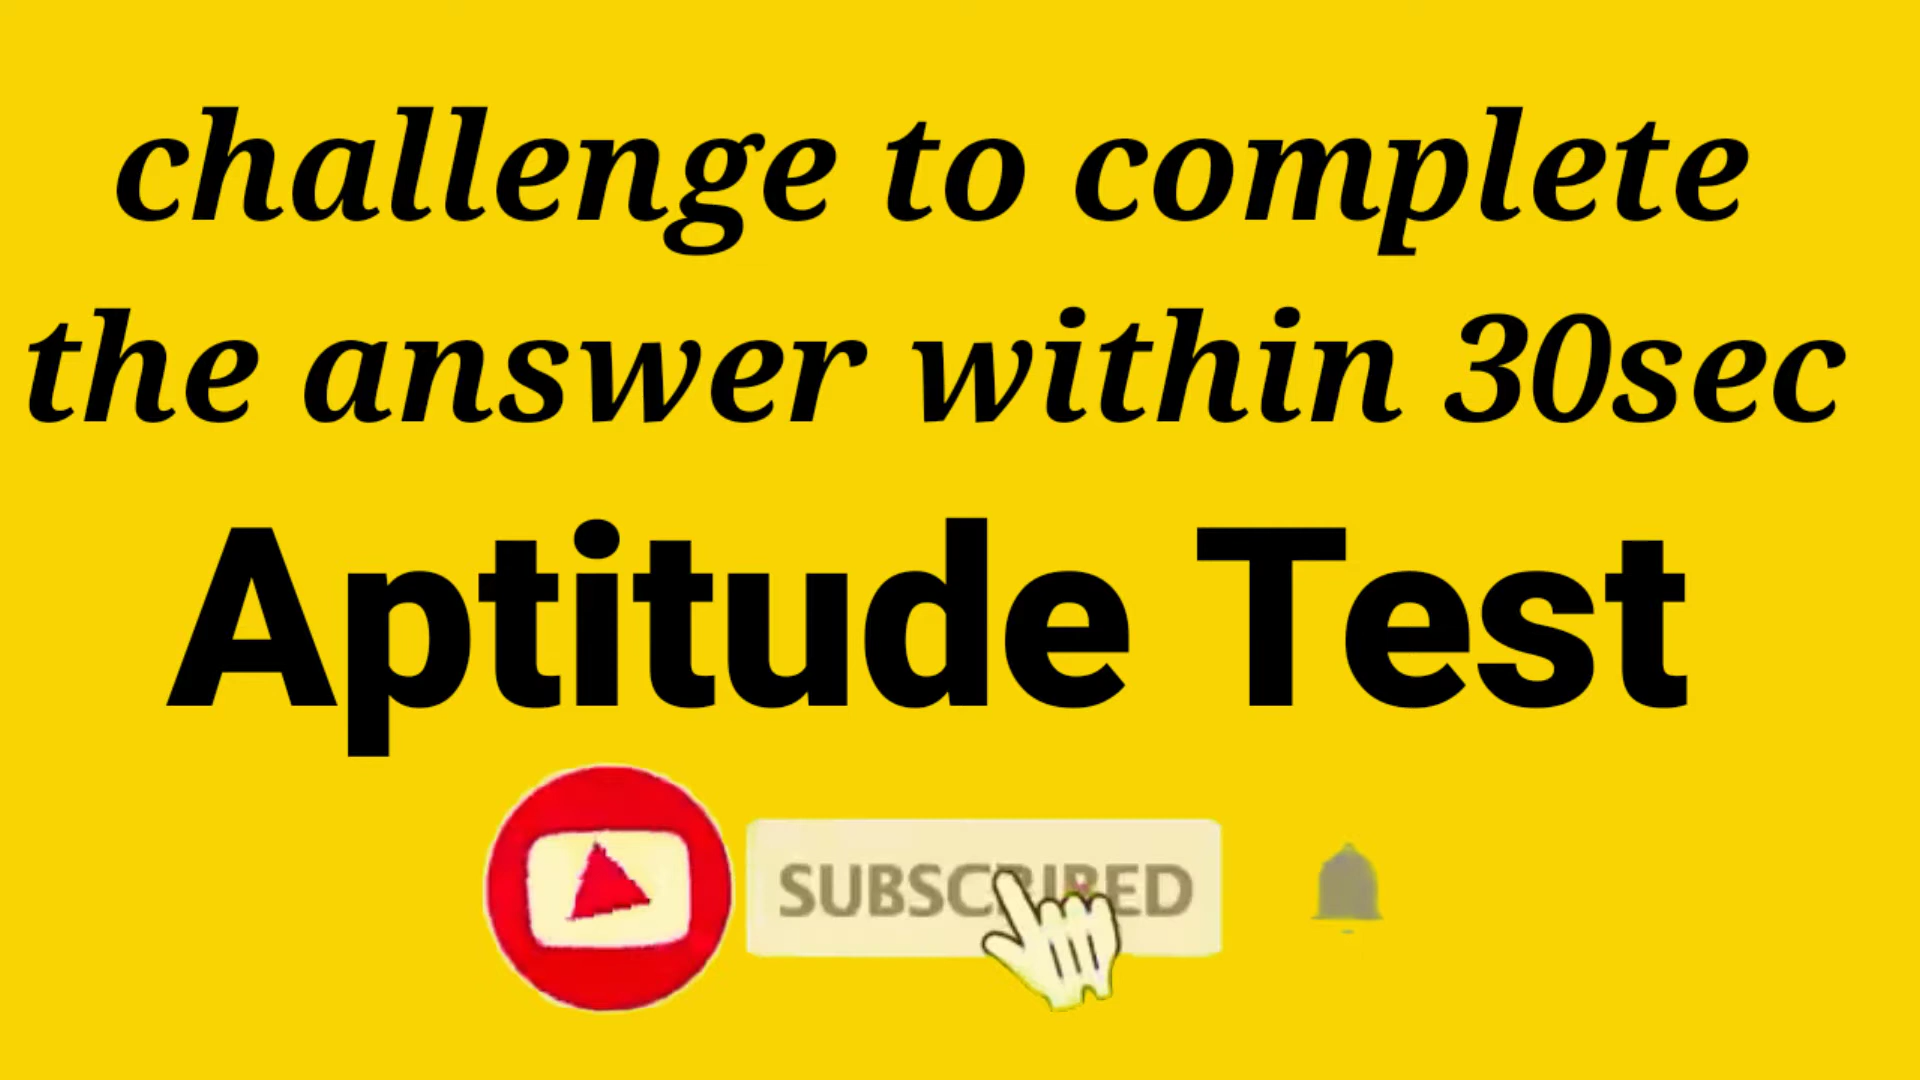 challenge to complete
the answer within 30sec
Aptitude Test
SUBSCRIBED